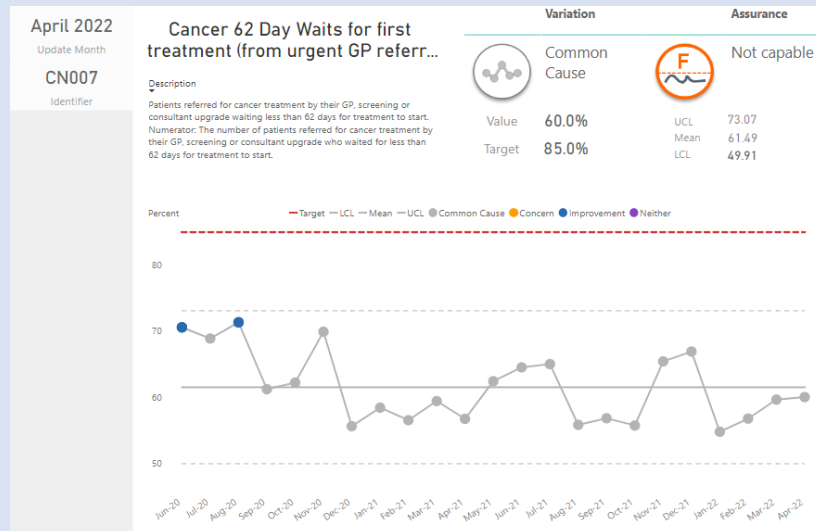 April 2022
Update Month
CN007
Identifier
Cancer 62 Day Waits for first
treatment (from urgent GP referr...
Description
Patients referred for cancer treatment by their GP, screening or
consultant upgrade waiting less than 62 days for treatment to start.
Numerator: The number of patients referred for cancer treatment by
their GP, screening or consultant upgrade who waited for less than
62 days for treatment to start.
Variation
Assurance
Common
Cause
F
Not capable
Value 60.0%
Target 85.0%
UCL 73.07
Mean 61.49
LCL 49.91
Percent
Target LCL Mean UCL Common Cause Concern Improvement Neither
80
70
60
50
Jun-20 Jul-20 Aug-20 Sep-20 Oct-20 Nov-20 Dec-20 Jan-21 Feb-21 Mar-21 Apr-21 May-21 Jun-21 Jul-21 Aug-21 Sep-21 Oct-21 Nov-21 Dec-21 Jan-22 Feb-22 Mar-22 Apr-22